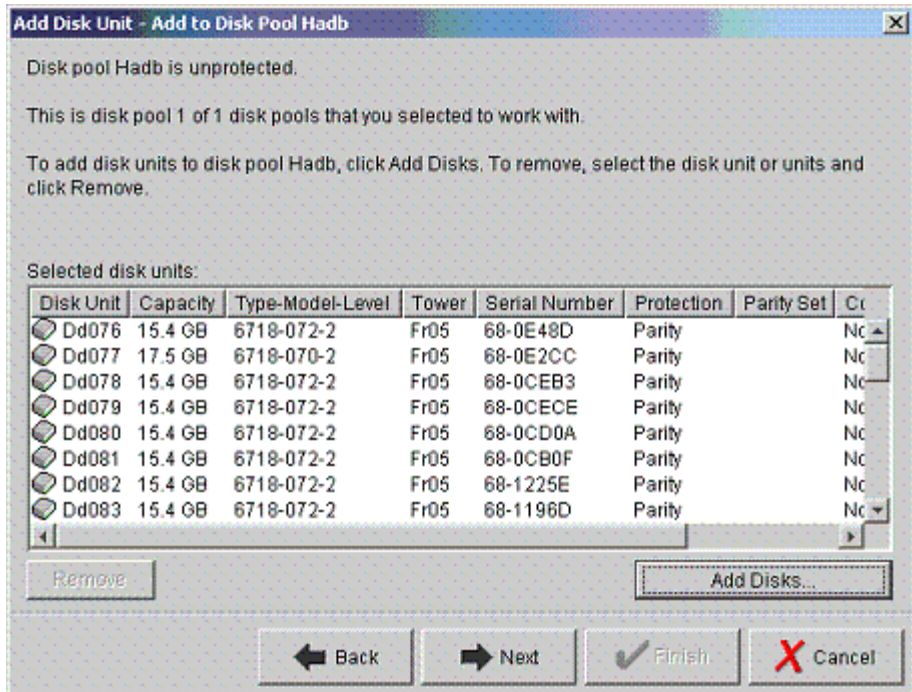 Add Disk Unit - Add to Disk Pool Hadb
Disk pool Hadb is unprotected.
This is disk pool 1 of 1 disk pools that you selected to work with.
To add disk units to disk pool Hadb, click Add Disks. To remove, select the disk unit or units and
click Remove.
Selected disk units:
Disk Unit Capacity Type-Model-Level Tower Serial Number Protection Parity Set
Dd076 15.4 GB 6718-072-2 Fr05 68-0E48D Parity
Dd077 17.5 GB 6718-070-2 Fr05 68-0E2CC Parity
Dd078 15.4 GB 6718-072-2 Fr05 68-0CEB3 Parity
Dd079 15.4 GB 6718-072-2 Fr05 68-0CECE Parity
Dd080 15.4 GB 6718-072-2 Fr05 68-0CD0A Parity
Dd081 15.4 GB 6718-072-2 Fr05 68-0CB0F Parity
Dd082 15.4 GB 6718-072-2 Fr05 68-1225E Parity
Dd083 15.4 GB 6718-072-2 Fr05 68-1196D Parity
Remove Add Disks...
Back Next Finish Cancel